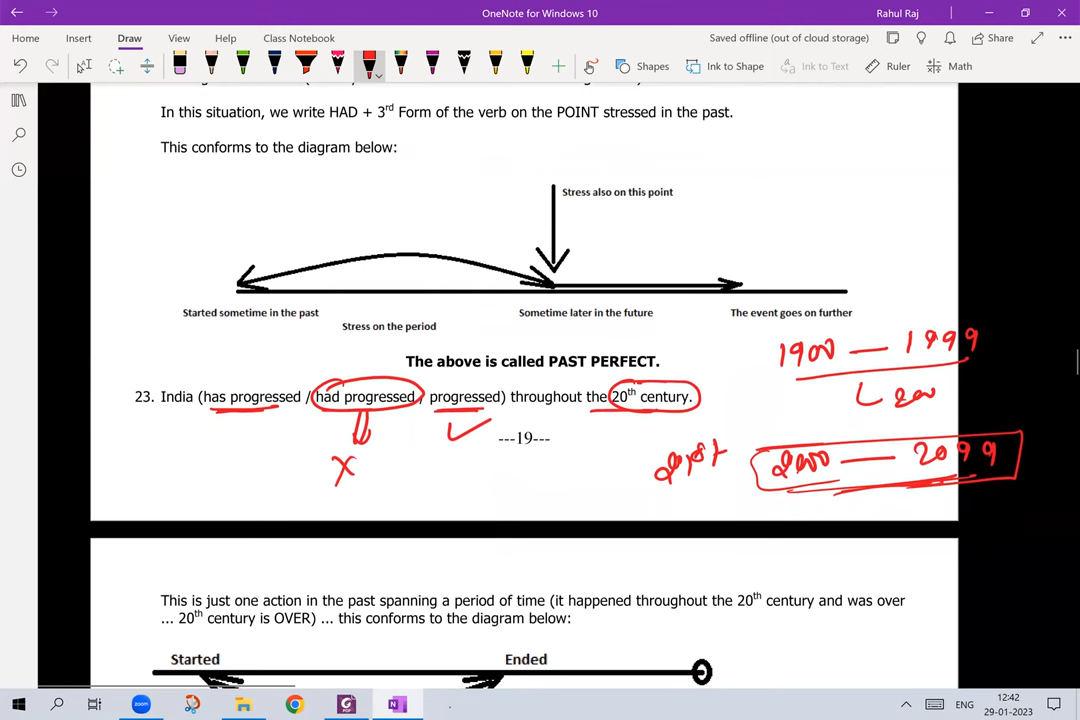 OneNote for Windows 10
Rahul Raj
Home Insert Draw View Help Class Notebook
Saved offline (out of cloud storage)
Share
Shapes
Ink to Shape
Ink to Text
Ruler
Math
In this situation, we write HAD + 3rd Form of the verb on the POINT stressed in the past.
This conforms to the diagram below:
Stress also on this point
Started sometime in the past
Stress on the period
Sometime later in the future
The event goes on further
The above is called PAST PERFECT.
1900 — 1999
23. India (has progressed / had progressed / progressed) throughout the 20th century.
---19---
X
2000 — 2099
This is just one action in the past spanning a period of time (it happened throughout the 20th century and was over
... 20th century is OVER) ... this conforms to the diagram below:
Started
Ended
zoom
PDF
N
ENG
12:42
29-01-2023